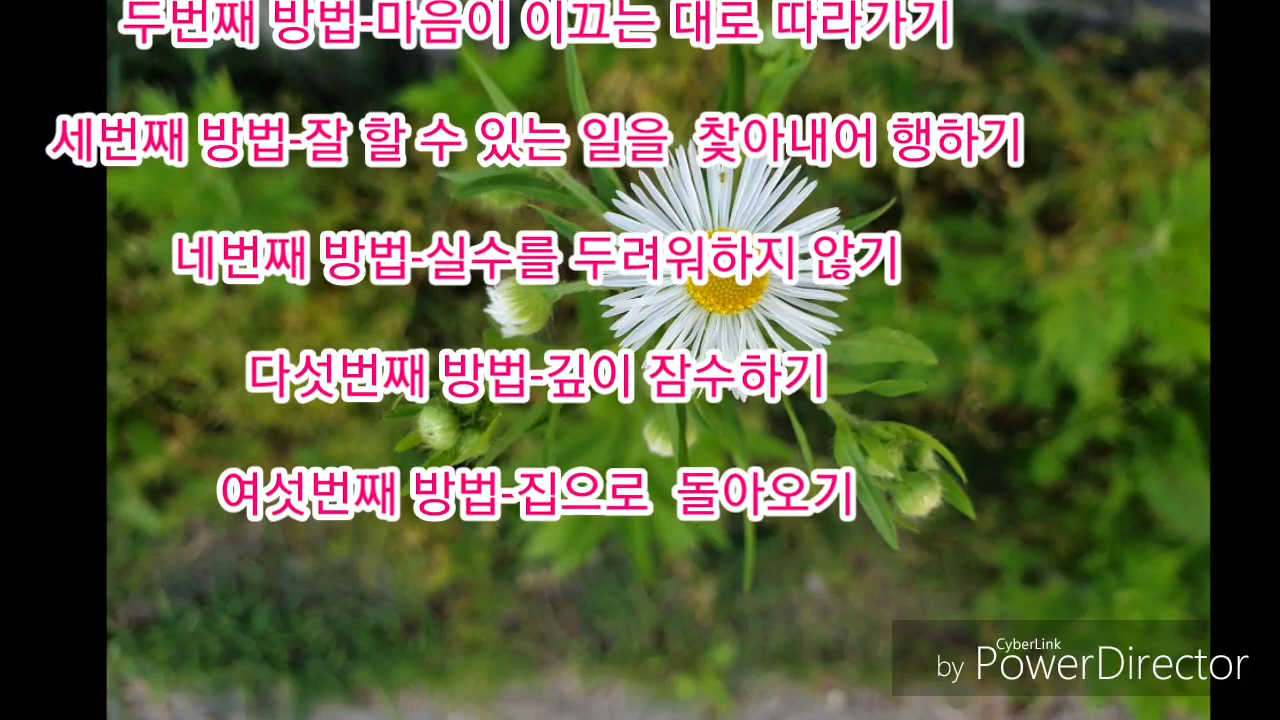 두번째 방법-마음이 이끄는 대로 따라가기
세번째 방법-잘 할 수 있는 일을 찾아내어 행하기
네번째 방법-실수를 두려워하지 않기
다섯번째 방법-깊이 잠수하기
여섯번째 방법-집으로 돌아오기
CyberLink
by PowerDirector